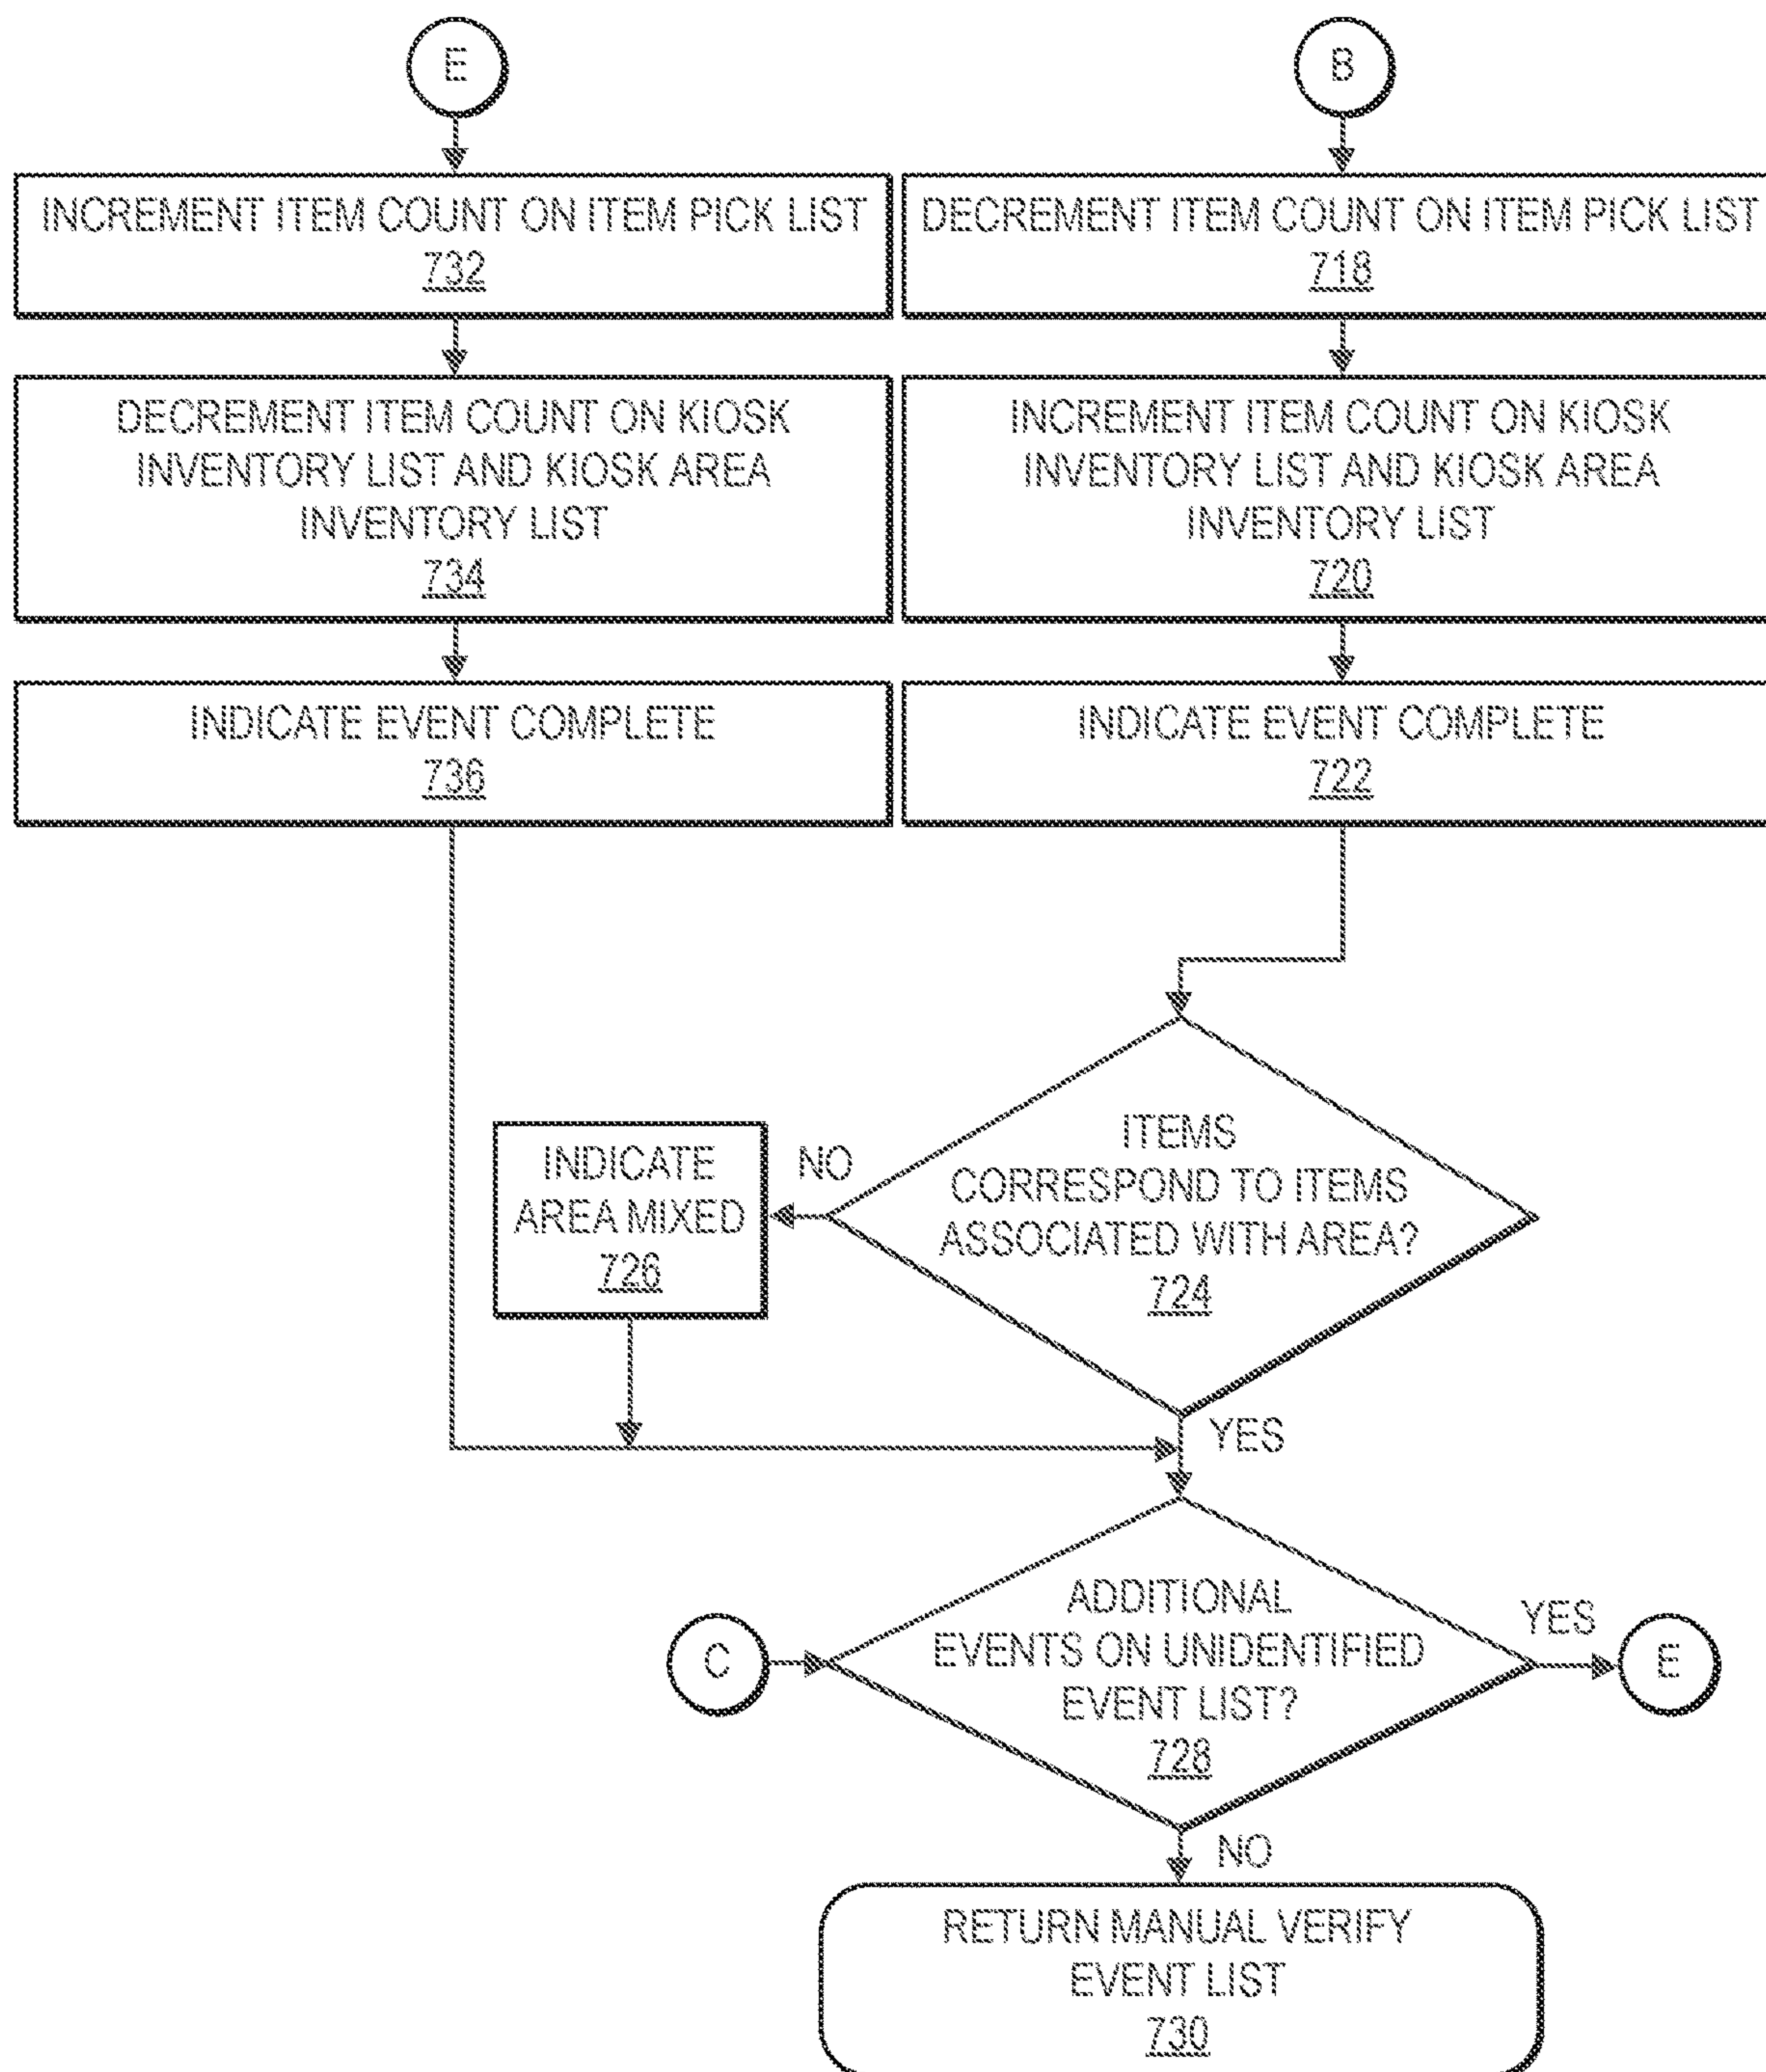 E
INCREMENT ITEM COUNT ON ITEM PICK LIST
732
DECREMENT ITEM COUNT ON KIOSK
INVENTORY LIST AND KIOSK AREA
INVENTORY LIST
734
INDICATE EVENT COMPLETE
736
B
DECREMENT ITEM COUNT ON ITEM PICK LIST
718
INCREMENT ITEM COUNT ON KIOSK
INVENTORY LIST AND KIOSK AREA
INVENTORY LIST
720
INDICATE EVENT COMPLETE
722
ITEMS
CORRESPOND TO ITEMS
ASSOCIATED WITH AREA?
724
NO
INDICATE
AREA MIXED
726
YES
C
ADDITIONAL
EVENTS ON UNIDENTIFIED
EVENT LIST?
728
YES
E
NO
RETURN MANUAL VERIFY
EVENT LIST
730